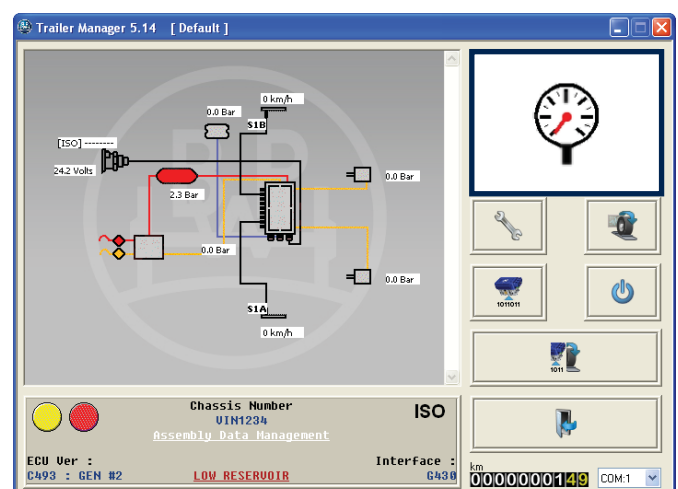 Trailer Manager 5.14 [ Default ]
0 km/h
0.0 Bar
S1B
[ISO] --------
24.2 Volts
0.0 Bar
2.3 Bar
0.0 Bar
0.0 Bar
S1A
0 km/h
1011011
1011
Chassis Number
VIN1234
ISO
Assembly Data Management
ECU Ver :
Interface :
C493 : GEN #2
LOW RESERVOIR
G430
km
0000000149
COM:1